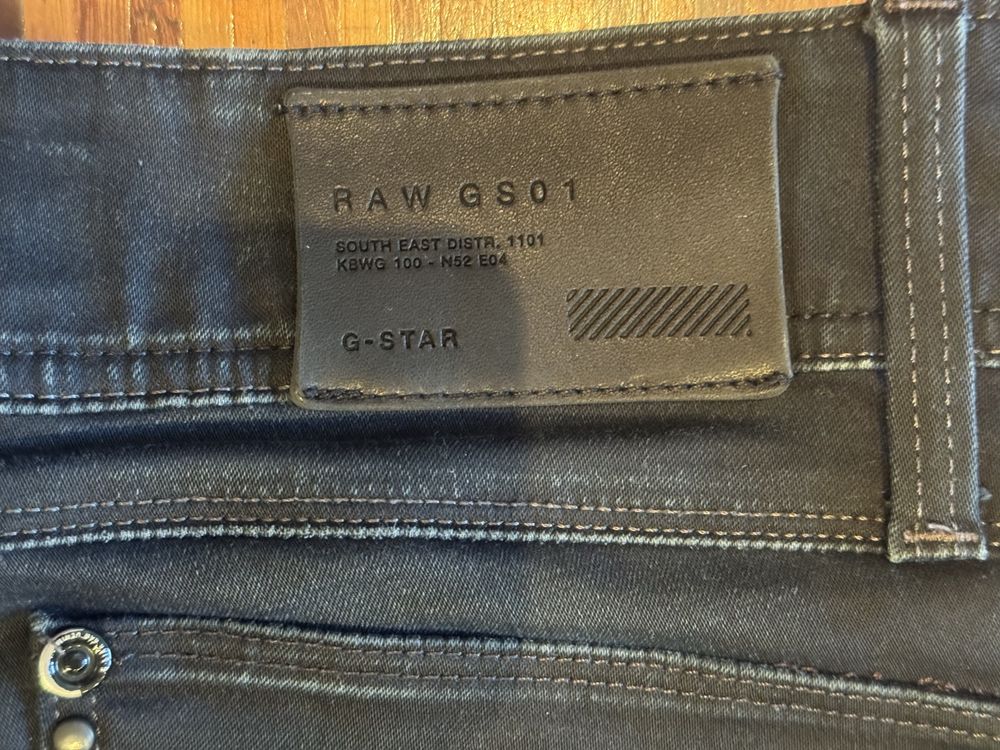 RAW GS01
SOUTH EAST DISTR. 1101
KBWG 100 - N52 E04
G-STAR